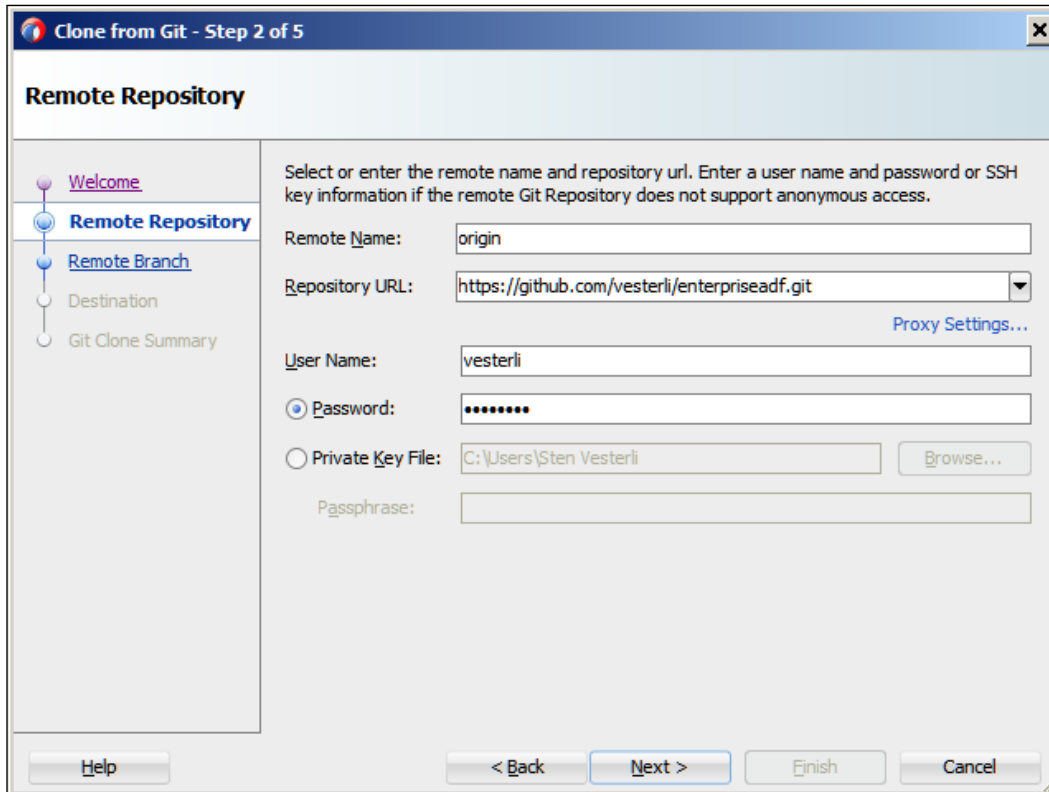 Clone from Git - Step 2 of 5
Remote Repository
Welcome
Remote Repository
Remote Branch
Destination
Git Clone Summary
Select or enter the remote name and repository url. Enter a user name and password or SSH
key information if the remote Git Repository does not support anonymous access.
Remote Name: origin
Repository URL: https://github.com/vesterli/enterpriseadf.git
Proxy Settings...
User Name: vesterli
Password: ••••••••
Private Key File: C:\Users\Sten Vesterli Browse...
Passphrase:
Help < Back Next > Finish Cancel